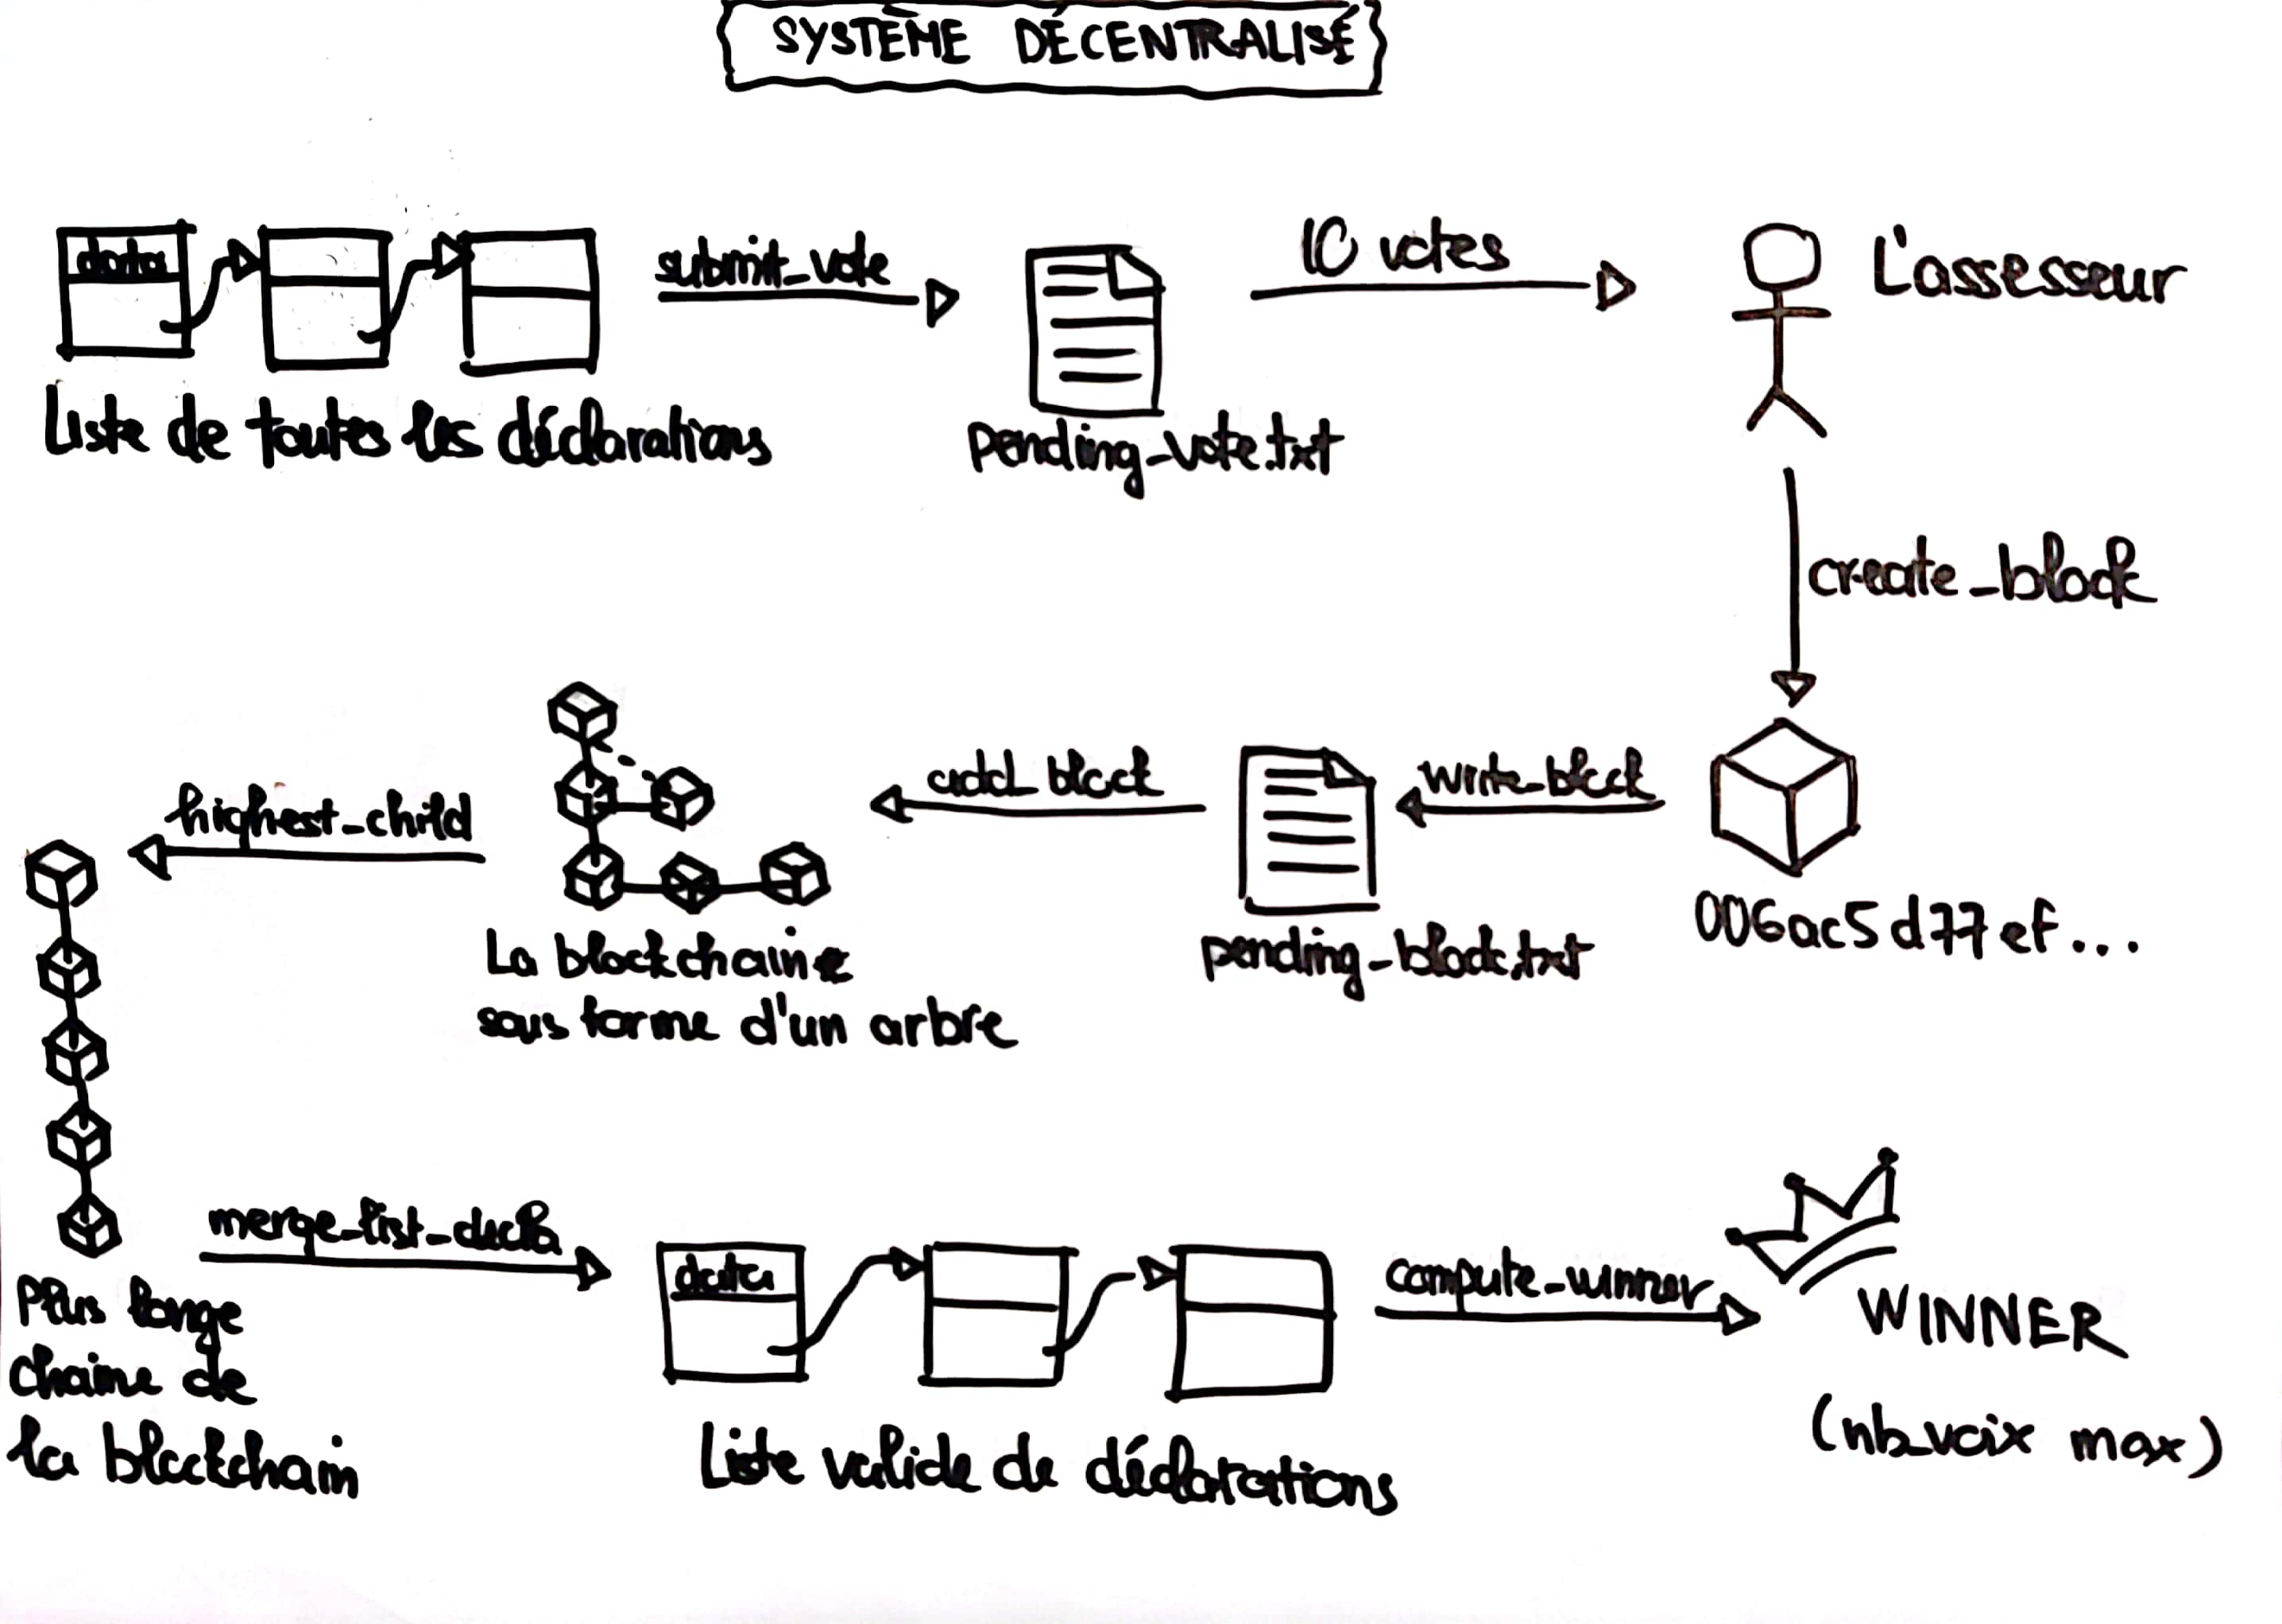 SYSTÈME DÉCENTRALISÉ
data
submit_vote
10 votes
L'assesseur
Liste de toutes les déclarations
pending_vote.txt
create_block
highest_child
add_block
write_block
006ac5d77ef...
La blockchaine
sous forme d'un arbre
pending_block.txt
merge_list_decla
Plus longe
chaine de
la blockchain
data
compute_winner
WINNER
(nb_voix max)
Liste valide de déclarations